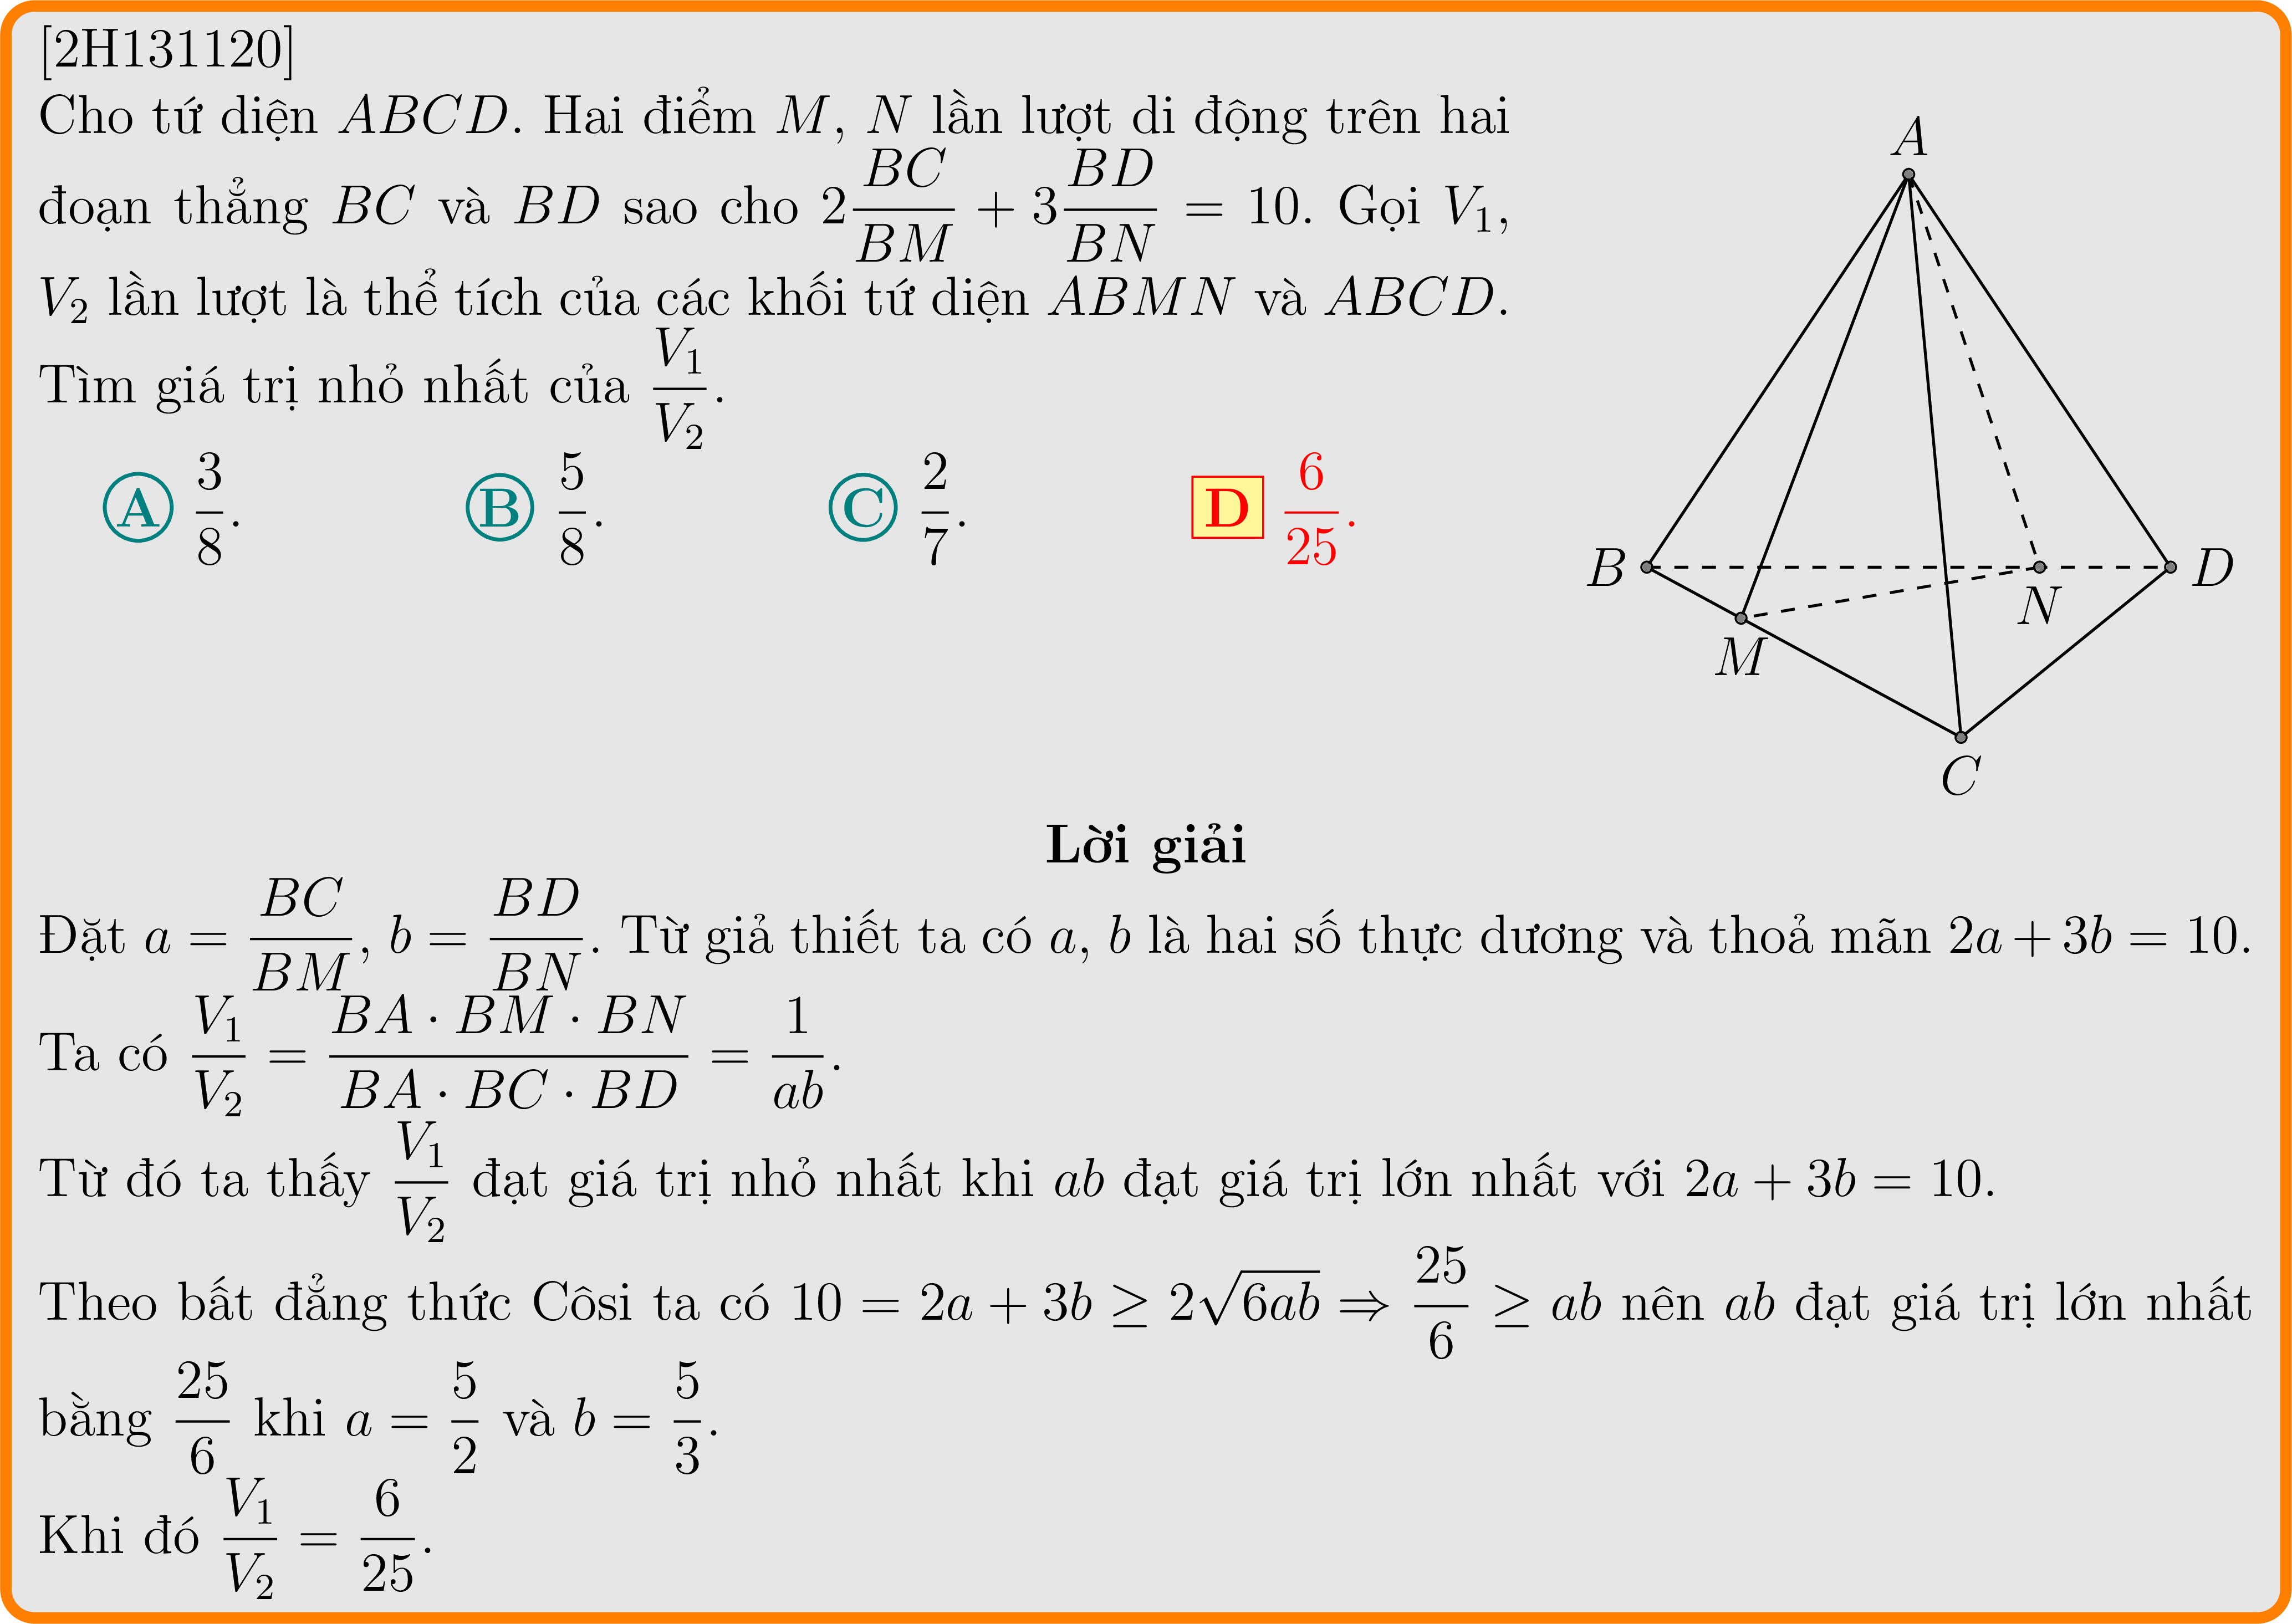 [2H131120]
Cho tứ diện ABCD. Hai điểm M, N lần lượt di động trên hai
đoạn thẳng BC và BD sao cho 2\frac{BC}{BM} + 3\frac{BD}{BN} = 10. Gọi V_1,
V_2 lần lượt là thể tích của các khối tứ diện ABMN và ABCD.
Tìm giá trị nhỏ nhất của \frac{V_1}{V_2}.
A \frac{3}{8}. B \frac{5}{8}. C \frac{2}{7}. D \frac{6}{25}.
A
B
D
N
M
C
Lời giải
Đặt a = \frac{BC}{BM}, b = \frac{BD}{BN}. Từ giả thiết ta có a, b là hai số thực dương và thoả mãn 2a + 3b = 10.
Ta có \frac{V_1}{V_2} = \frac{BA · BM · BN}{BA · BC · BD} = \frac{1}{ab}.
Từ đó ta thấy \frac{V_1}{V_2} đạt giá trị nhỏ nhất khi ab đạt giá trị lớn nhất với 2a + 3b = 10.
Theo bất đẳng thức Côsi ta có 10 = 2a + 3b ≥ 2\sqrt{6ab} ⇒ \frac{25}{6} ≥ ab nên ab đạt giá trị lớn nhất
bằng \frac{25}{6} khi a = \frac{5}{2} và b = \frac{5}{3}.
Khi đó \frac{V_1}{V_2} = \frac{6}{25}.